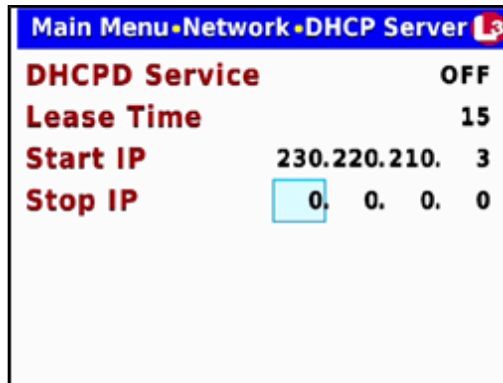 Main Menu•Network•DHCP Server L3
DHCPD Service OFF
Lease Time 15
Start IP 230.220.210. 3
Stop IP 0. 0. 0. 0